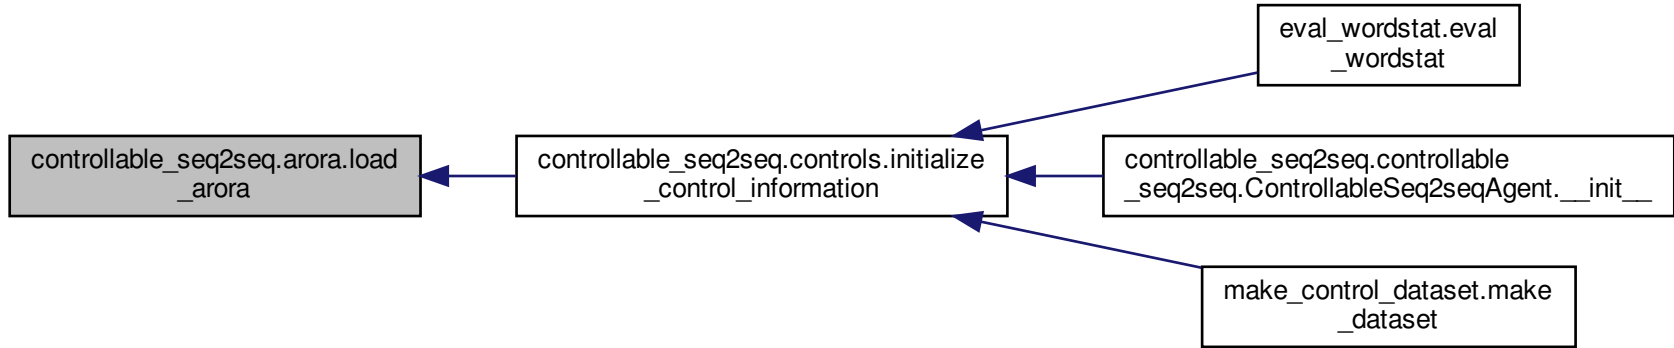 controllable_seq2seq.arora.load
_arora
controllable_seq2seq.controls.initialize
_control_information
eval_wordstat.eval
_wordstat
controllable_seq2seq.controllable
_seq2seq.ControllableSeq2seqAgent.__init__
make_control_dataset.make
_dataset